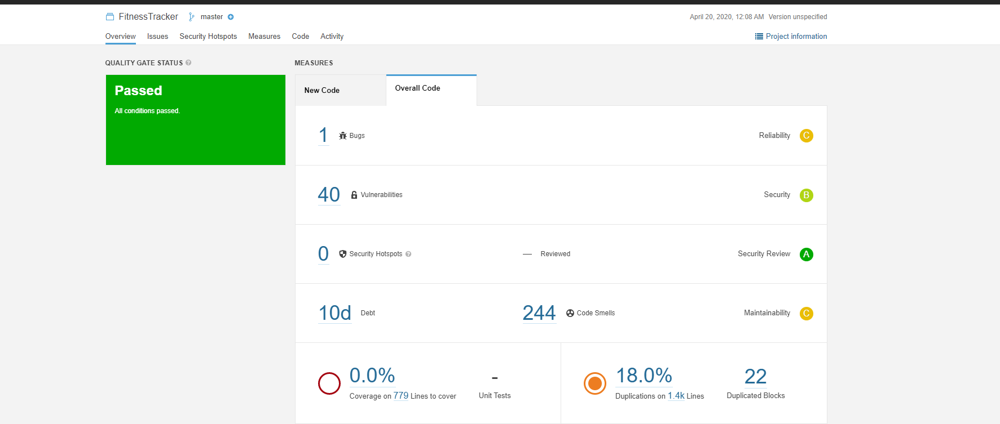 FitnessTracker master
April 20, 2020, 12:08 AM Version unspecified
Overview Issues Security Hotspots Measures Code Activity
Project information
QUALITY GATE STATUS ?
Passed
All conditions passed.
MEASURES
New Code
Overall Code
1 Bugs
Reliability C
40 Vulnerabilities
Security B
0 Security Hotspots ?
— Reviewed
Security Review A
10d Debt
244 Code Smells
Maintainability C
0.0%
Coverage on 779 Lines to cover
-
Unit Tests
18.0%
Duplications on 1.4k Lines
22
Duplicated Blocks